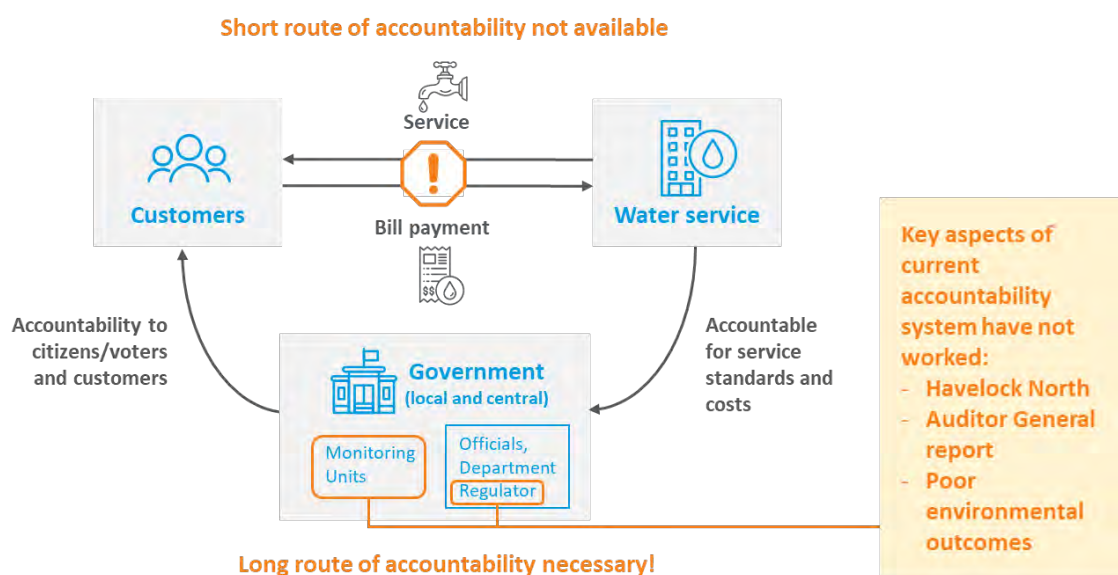 Short route of accountability not available
Service
Customers
Water service
Bill payment
$$
Accountability to
citizens/voters
and customers
Accountable
for service
standards and
costs
Government
(local and central)
Monitoring
Units
Officials,
Department
Regulator
Key aspects of
current
accountability
system have not
worked:
- Havelock North
- Auditor General
report
- Poor
environmental
outcomes
Long route of accountability necessary!